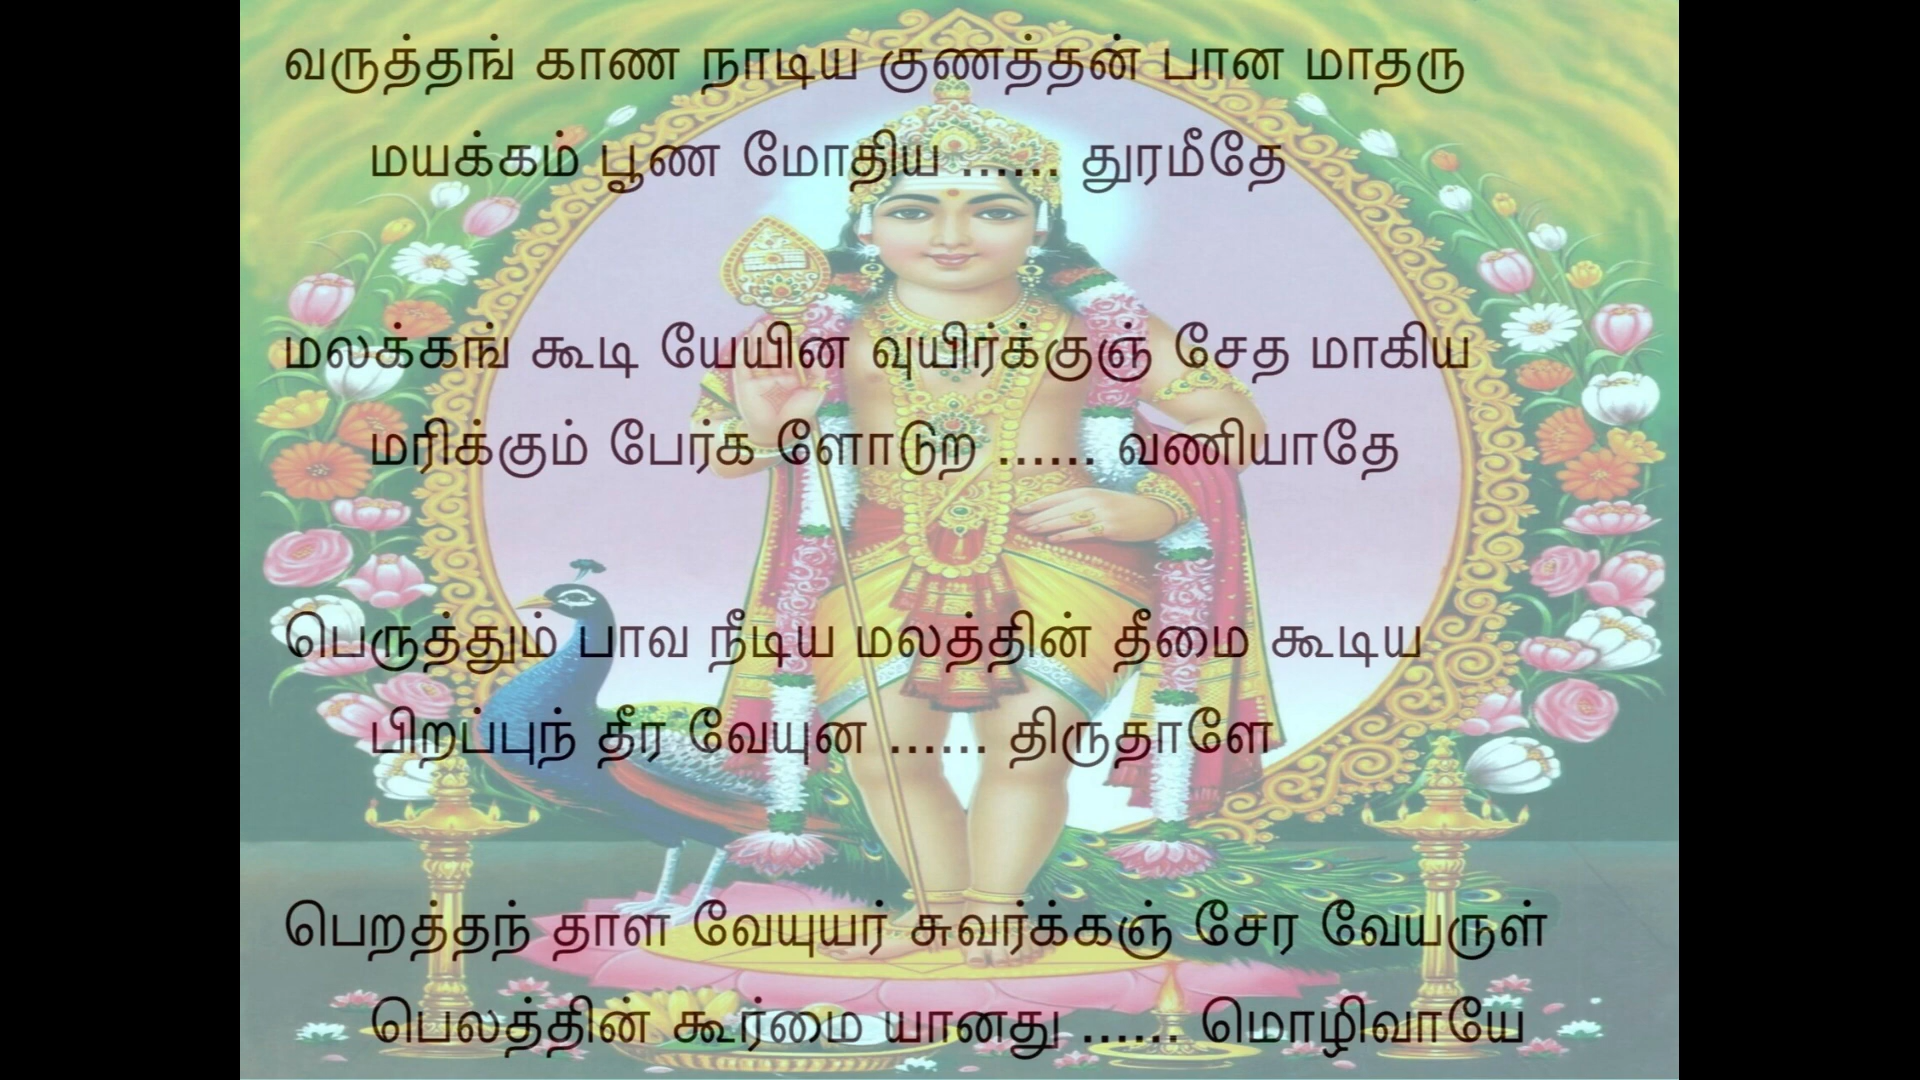 வருத்தங் காண நாடிய குணத்தன் பான மாதரு
மயக்கம் பூண மோதிய ...... துரமீதே
மலக்கங் கூடி யேயின வுயிர்க்குஞ் சேத மாகிய
மரிக்கும் பேர்க ளோடுற ...... வணியாதே
பெருத்தும் பாவ நீடிய மலத்தின் தீமை கூடிய
பிறப்புந் தீர வேயுன ...... திருதாளே
பெறத்தந் தாள வேயுயர் சுவர்க்கஞ் சேர வேயருள்
பெலத்தின் கூர்மை யானது ...... மொழிவாயே